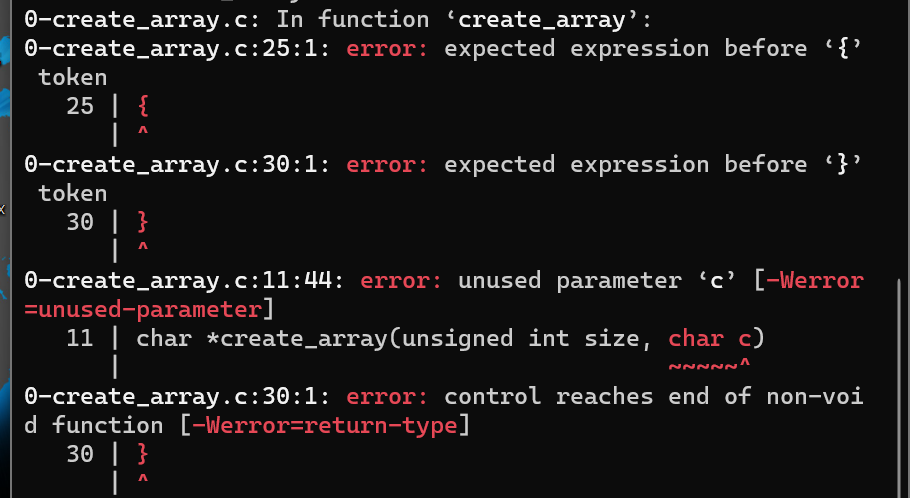 0-create_array.c: In function ‘create_array’:
0-create_array.c:25:1: error: expected expression before ‘{’
token
25 | {
| ^
0-create_array.c:30:1: error: expected expression before ‘}’
token
30 | }
| ^
0-create_array.c:11:44: error: unused parameter ‘c’ [-Werror
=unused-parameter]
11 | char *create_array(unsigned int size, char c)
| ~~~~~^
0-create_array.c:30:1: error: control reaches end of non-voi
d function [-Werror=return-type]
30 | }
| ^